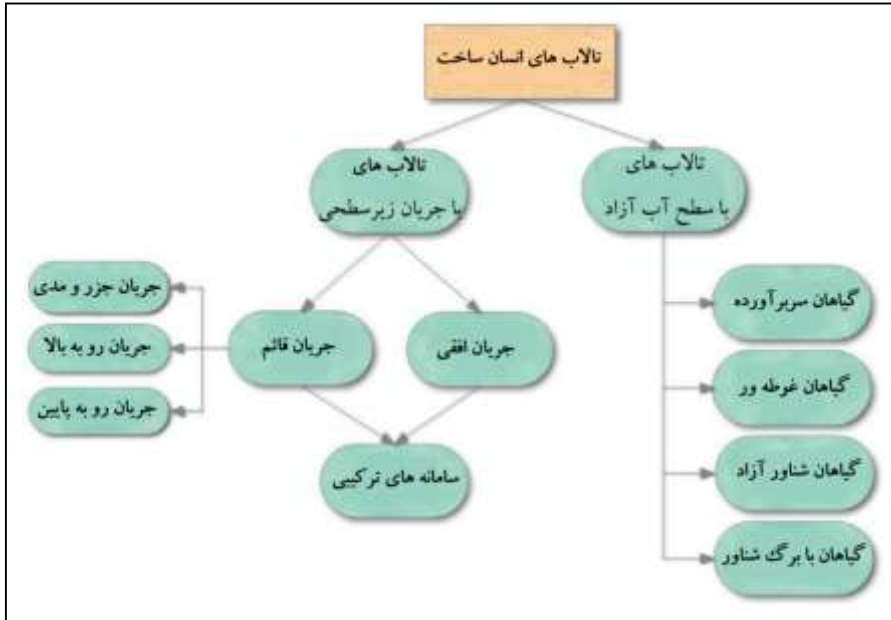 تالاب های انسان ساخت
تالاب های
با سطح آب آزاد
تالاب های
با جریان زیرسطحی
گیاهان سربرآورده
گیاهان غوطه ور
گیاهان شناور آزاد
گیاهان با برگ شناور
جریان افقی
جریان قائم
جریان جزر و مدی
جریان رو به بالا
جریان رو به پایین
سامانه های ترکیبی